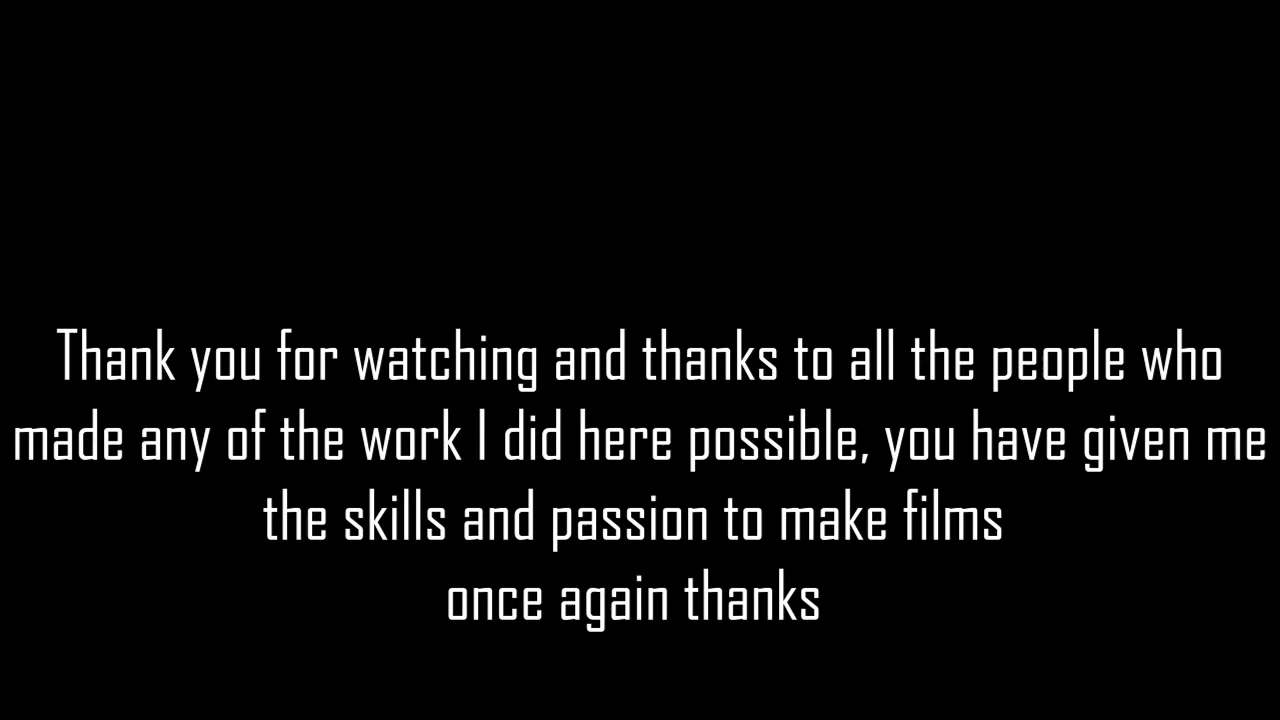 Thank you for watching and thanks to all the people who
made any of the work I did here possible, you have given me
the skills and passion to make films
once again thanks